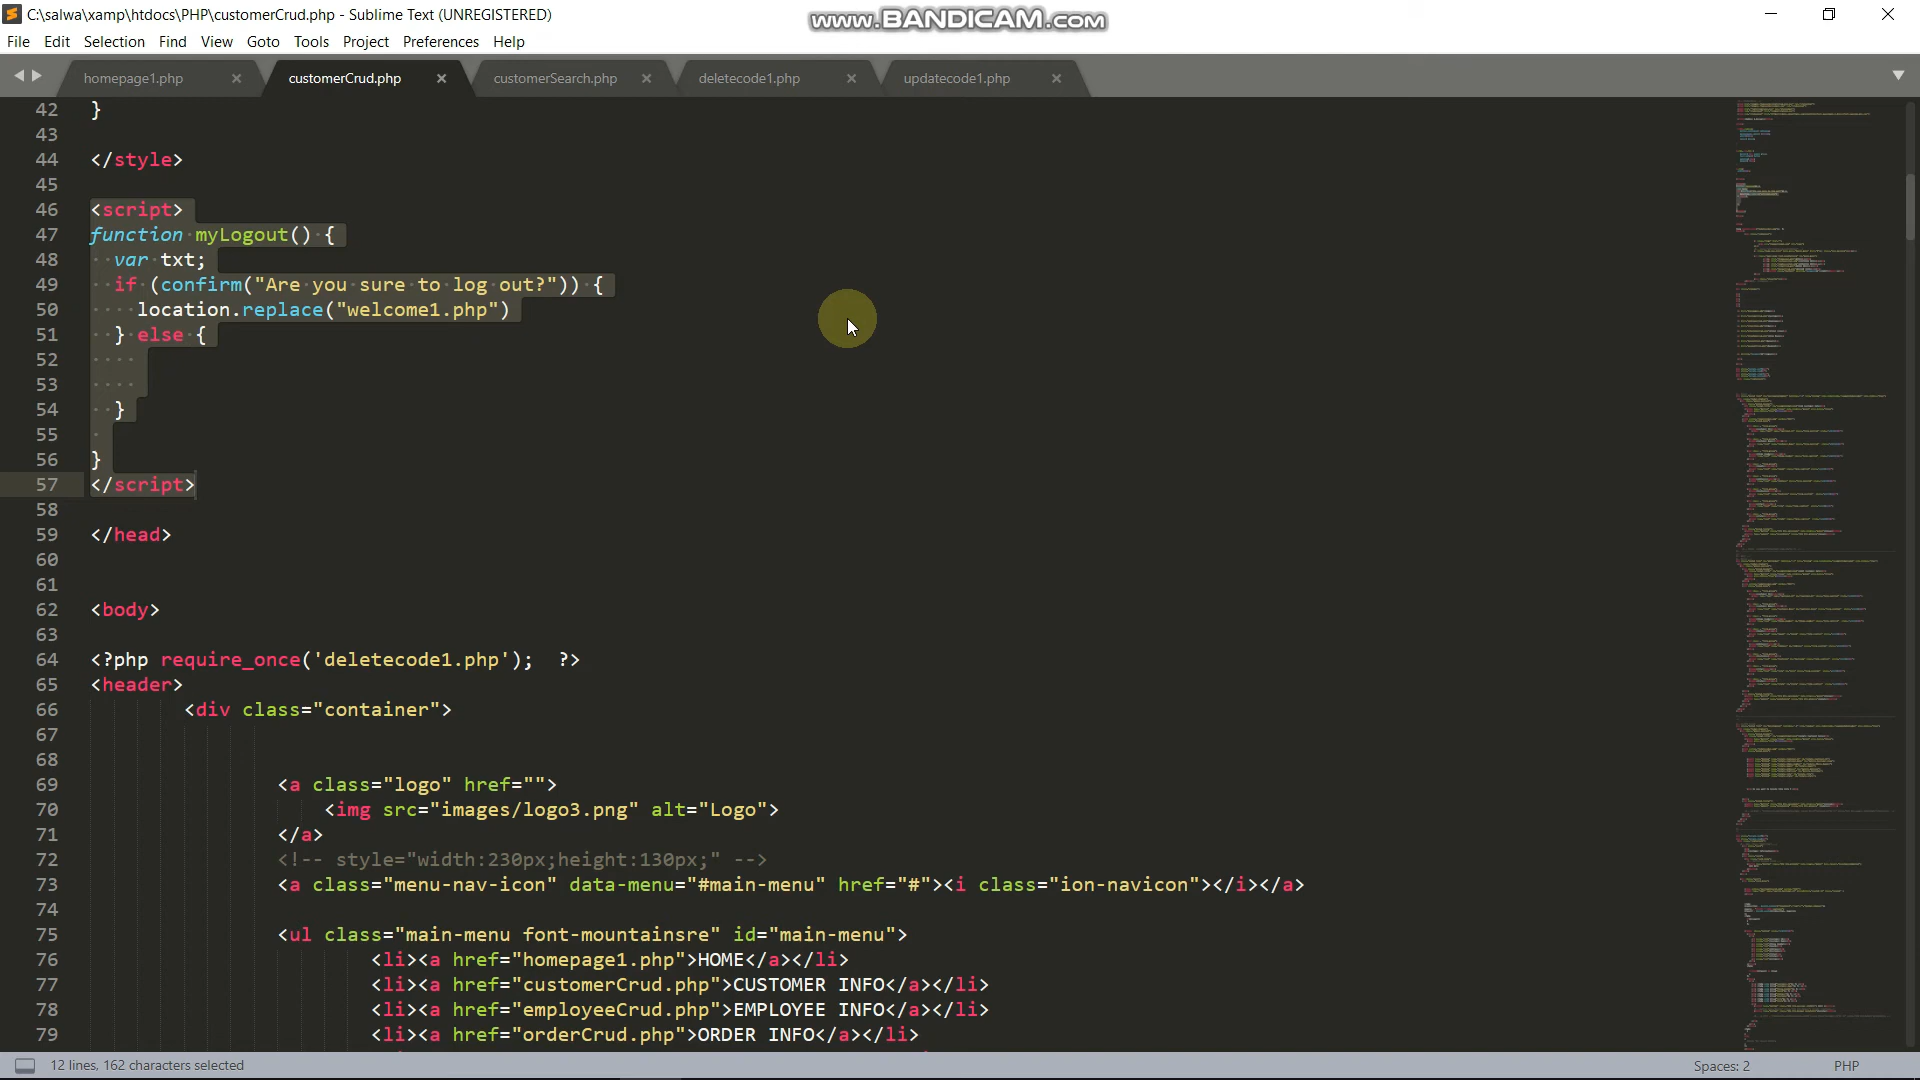 C:\salwa\xamp\htdocs\PHP\customerCrud.php - Sublime Text (UNREGISTERED)
www.BANDICAM.com
File Edit Selection Find View Goto Tools Project Preferences Help
homepage1.php customerCrud.php customerSearch.php deletecode1.php updatecode1.php
42 }
43
44 </style>
45
46 <script>
47 function myLogout() {
48 var txt;
49 if (confirm("Are you sure to log out?")) {
50 location.replace("welcome1.php")
51 } else {
52
53
54 }
55
56 }
57 </script>
58
59 </head>
60
61
62 <body>
63
64 <?php require_once('deletecode1.php');  ?>
65 <header>
66 <div class="container">
67
68
69 <a class="logo" href="">
70 <img src="images/logo3.png" alt="Logo">
71 </a>
72 <!-- style="width:230px;height:130px;" -->
73 <a class="menu-nav-icon" data-menu="#main-menu" href="#"><i class="ion-navicon"></i></a>
74
75 <ul class="main-menu font-mountainsre" id="main-menu">
76 <li><a href="homepage1.php">HOME</a></li>
77 <li><a href="customerCrud.php">CUSTOMER INFO</a></li>
78 <li><a href="employeeCrud.php">EMPLOYEE INFO</a></li>
79 <li><a href="orderCrud.php">ORDER INFO</a></li>
12 lines, 162 characters selected
Spaces: 2
PHP